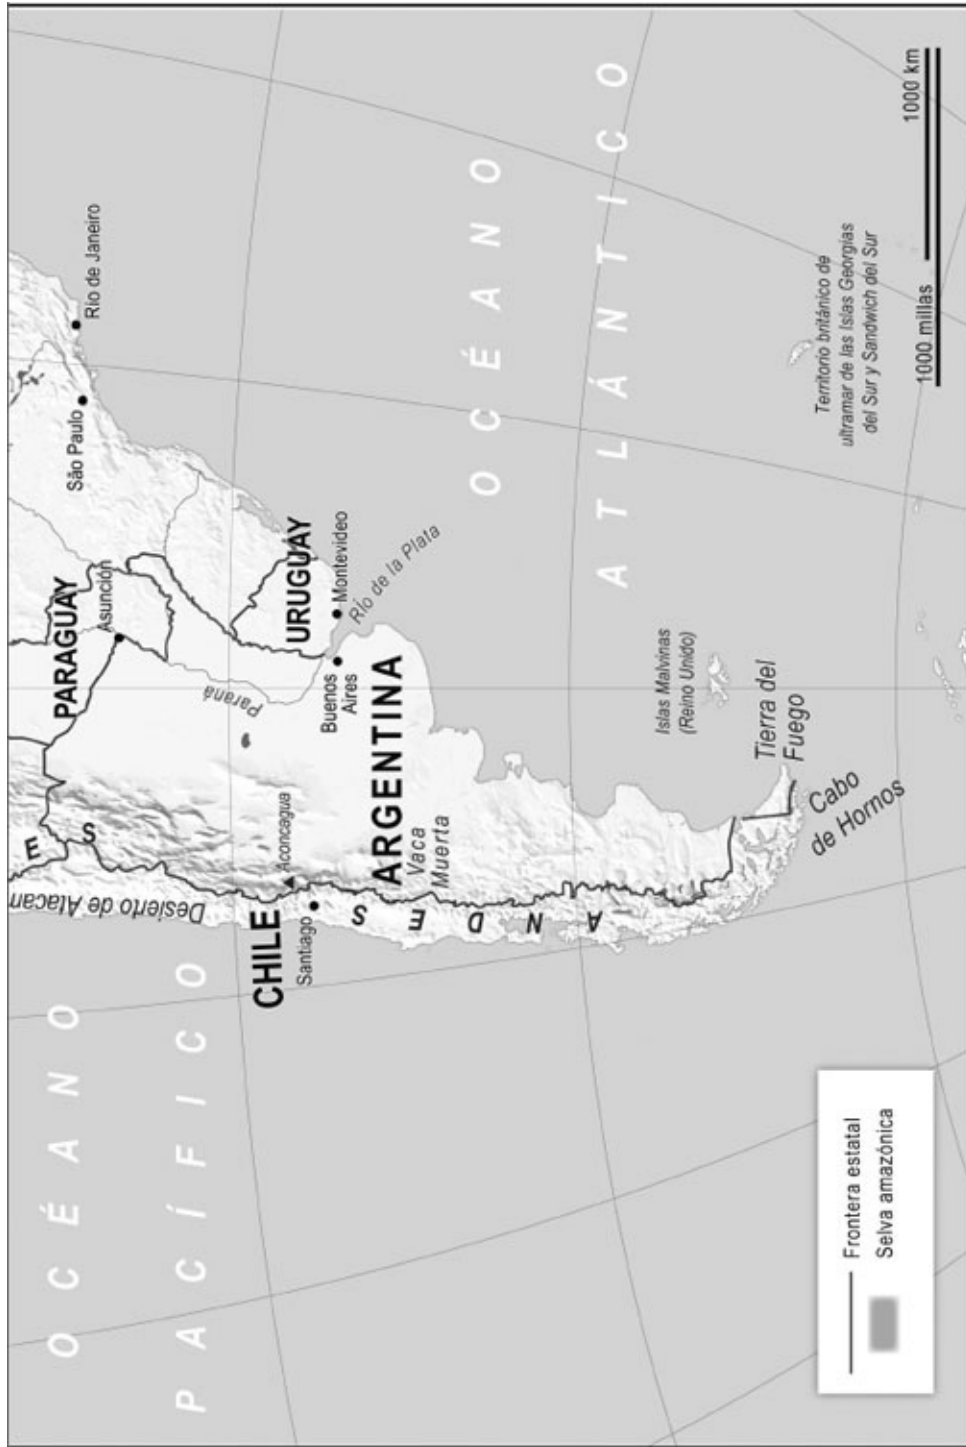 OCÉANO
PACÍFICO
PARAGUAY
Asunción
São Paulo
Rio de Janeiro
Desierto de Atacan
E S
Paraná
Aconcagua
CHILE
Santiago
URUGUAY
Montevideo
Buenos
Aires
Río de la Plata
ARGENTINA
Vaca
Muerta
ANDES
OCÉANO
ATLÁNTICO
Islas Malvinas
(Reino Unido)
Tierra del
Fuego
Cabo
de Hornos
Territorio británico de
ultramar de las Islas Georgias
del Sur y Sandwich del Sur
1000 km
1000 millas
Frontera estatal
Selva amazónica